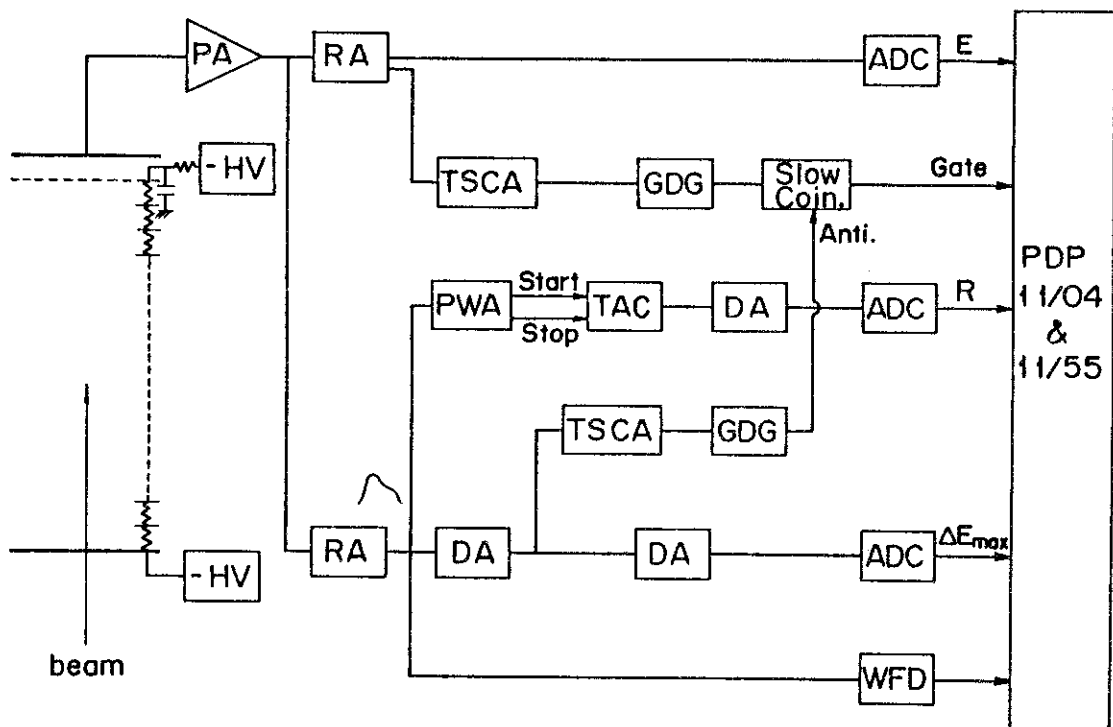 PA
RA
ADC
E
- HV
TSCA
GDG
Slow
Coin.
Gate
Anti.
PWA
Start
Stop
TAC
DA
ADC
R
PDP
11/04
&
11/55
TSCA
GDG
RA
DA
DA
ADC
ΔEmax
- HV
beam
WFD